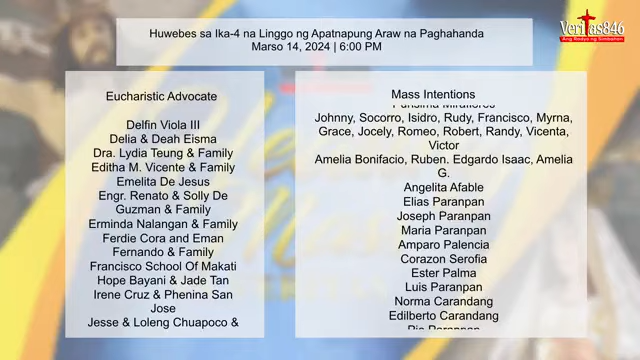 Huwebes sa Ika-4 na Linggo ng Apatnapung Araw na Paghahanda
Marso 14, 2024 | 6:00 PM
Veritas846
Ang Radyo ng Simbahan
Eucharistic Advocate
Delfin Viola III
Delia & Deah Eisma
Dra. Lydia Teung & Family
Editha M. Vicente & Family
Emelita De Jesus
Engr. Renato & Solly De
Guzman & Family
Erminda Nalangan & Family
Ferdie Cora and Eman
Fernando & Family
Francisco School Of Makati
Hope Bayani & Jade Tan
Irene Cruz & Phenina San
Jose
Jesse & Loleng Chuapoco &
Mass Intentions
Johnny, Socorro, Isidro, Rudy, Francisco, Myrna,
Grace, Jocely, Romeo, Robert, Randy, Vicenta,
Victor
Amelia Bonifacio, Ruben. Edgardo Isaac, Amelia
G.
Angelita Afable
Elias Paranpan
Joseph Paranpan
Maria Paranpan
Amparo Palencia
Corazon Serofia
Ester Palma
Luis Paranpan
Norma Carandang
Edilberto Carandang